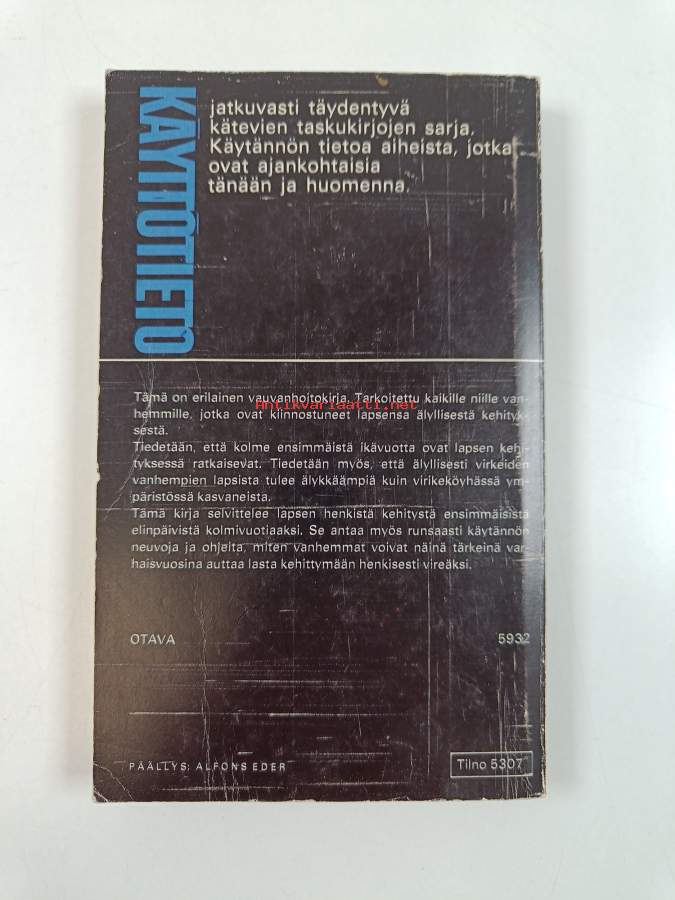 KÄYTTÖTIETO
jatkuvasti täydentyvä
kätevien taskukirjojen sarja.
Käytännön tietoa aiheista, jotka
ovat ajankohtaisia
tänään ja huomenna.
Tämä on erilainen vauvanhoitokirja. Tarkoitettu kaikille niille van-
hemmille, jotka ovat kiinnostuneet lapsensa älyllisestä kehityk-
sestä.
Antikvariaatti.net
Tiedetään, että kolme ensimmäistä ikävuotta ovat lapsen kehi-
tyksessä ratkaisevat. Tiedetään myös, että älyllisesti virkeiden
vanhempien lapsista tulee älykkäämpiä kuin virikeköyhässä ym-
päristössä kasvaneista.
Tämä kirja selvittelee lapsen henkistä kehitystä ensimmäisistä
elinpäivistä kolmivuotiaaksi. Se antaa myös runsaasti käytännön
neuvoja ja ohjeita, miten vanhemmat voivat näinä tärkeinä var-
haisvuosina auttaa lasta kehittymään henkisesti vireäksi.
OTAVA
5932
PÄÄLLYS: ALFONS EDER
Tilno 5307